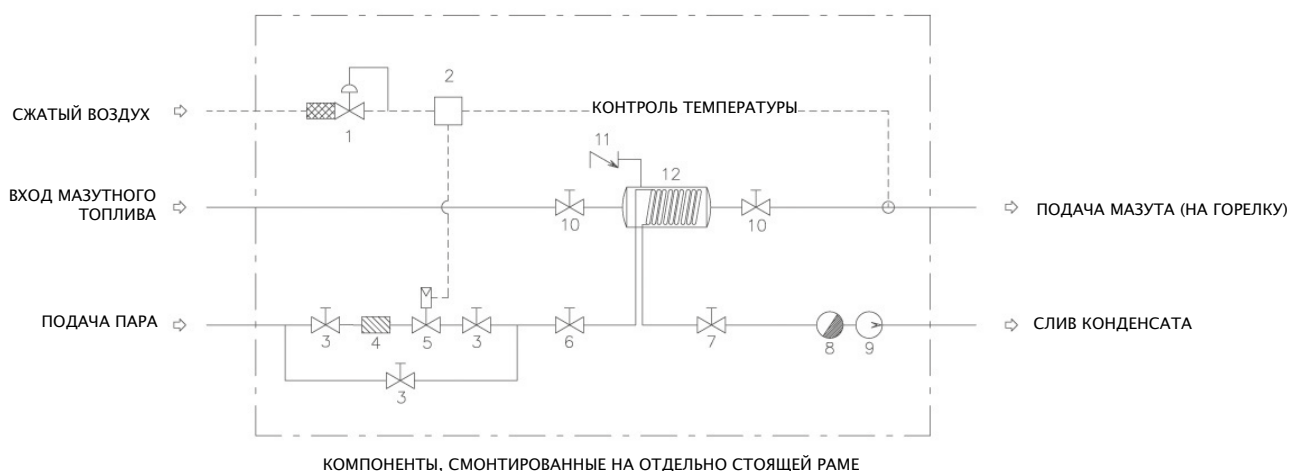 2
СЖАТЫЙ ВОЗДУХ
КОНТРОЛЬ ТЕМПЕРАТУРЫ
1
11
12
ВХОД МАЗУТНОГО
ТОПЛИВА
ПОДАЧА МАЗУТА (НА ГОРЕЛКУ)
10
10
ПОДАЧА ПАРА
СЛИВ КОНДЕНСАТА
3
4
5
3
6
7
8
9
3
КОМПОНЕНТЫ, СМОНТИРОВАННЫЕ НА ОТДЕЛЬНО СТОЯЩЕЙ РАМЕ